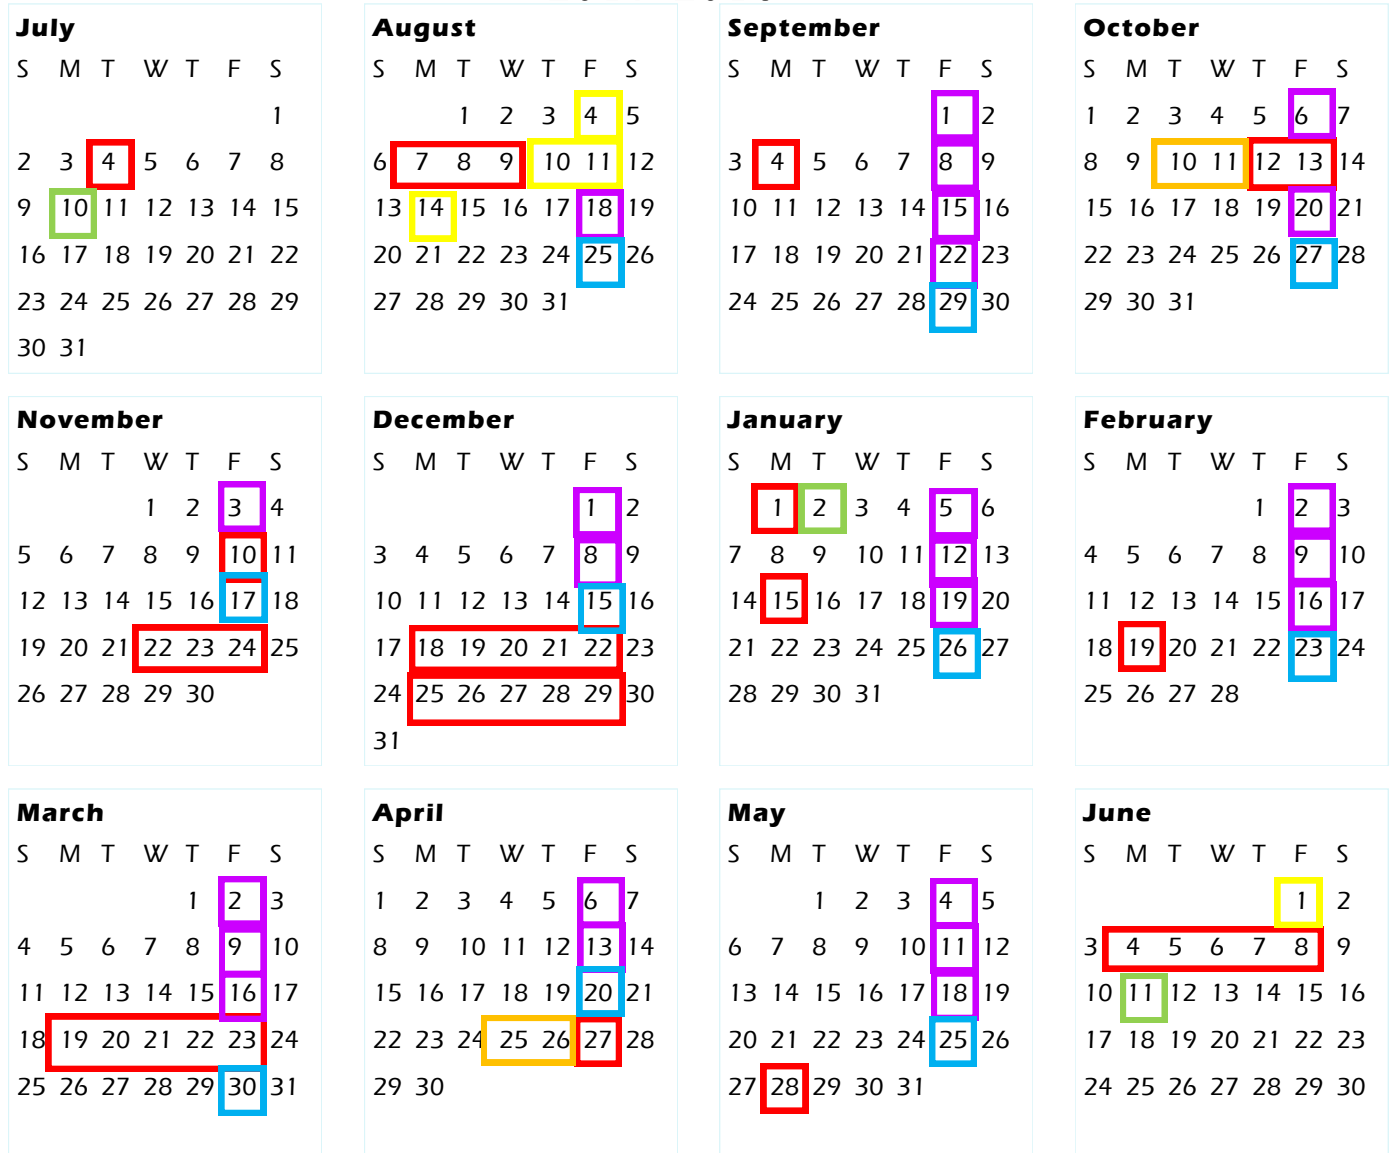 July
S M T W T F S
1
2 3 4 5 6 7 8
9 10 11 12 13 14 15
16 17 18 19 20 21 22
23 24 25 26 27 28 29
30 31
August
S M T W T F S
1 2 3 4 5
6 7 8 9 10 11 12
13 14 15 16 17 18 19
20 21 22 23 24 25 26
27 28 29 30 31
September
S M T W T F S
1 2
3 4 5 6 7 8 9
10 11 12 13 14 15 16
17 18 19 20 21 22 23
24 25 26 27 28 29 30
October
S M T W T F S
1 2 3 4 5 6 7
8 9 10 11 12 13 14
15 16 17 18 19 20 21
22 23 24 25 26 27 28
29 30 31
November
S M T W T F S
1 2 3 4
5 6 7 8 9 10 11
12 13 14 15 16 17 18
19 20 21 22 23 24 25
26 27 28 29 30
December
S M T W T F S
1 2
3 4 5 6 7 8 9
10 11 12 13 14 15 16
17 18 19 20 21 22 23
24 25 26 27 28 29 30
31
January
S M T W T F S
1 2 3 4 5 6
7 8 9 10 11 12 13
14 15 16 17 18 19 20
21 22 23 24 25 26 27
28 29 30 31
February
S M T W T F S
1 2 3
4 5 6 7 8 9 10
11 12 13 14 15 16 17
18 19 20 21 22 23 24
25 26 27 28
March
S M T W T F S
1 2 3
4 5 6 7 8 9 10
11 12 13 14 15 16 17
18 19 20 21 22 23 24
25 26 27 28 29 30 31
April
S M T W T F S
1 2 3 4 5 6 7
8 9 10 11 12 13 14
15 16 17 18 19 20 21
22 23 24 25 26 27 28
29 30
May
S M T W T F S
1 2 3 4 5
6 7 8 9 10 11 12
13 14 15 16 17 18 19
20 21 22 23 24 25 26
27 28 29 30 31
June
S M T W T F S
1 2
3 4 5 6 7 8 9
10 11 12 13 14 15 16
17 18 19 20 21 22 23
24 25 26 27 28 29 30